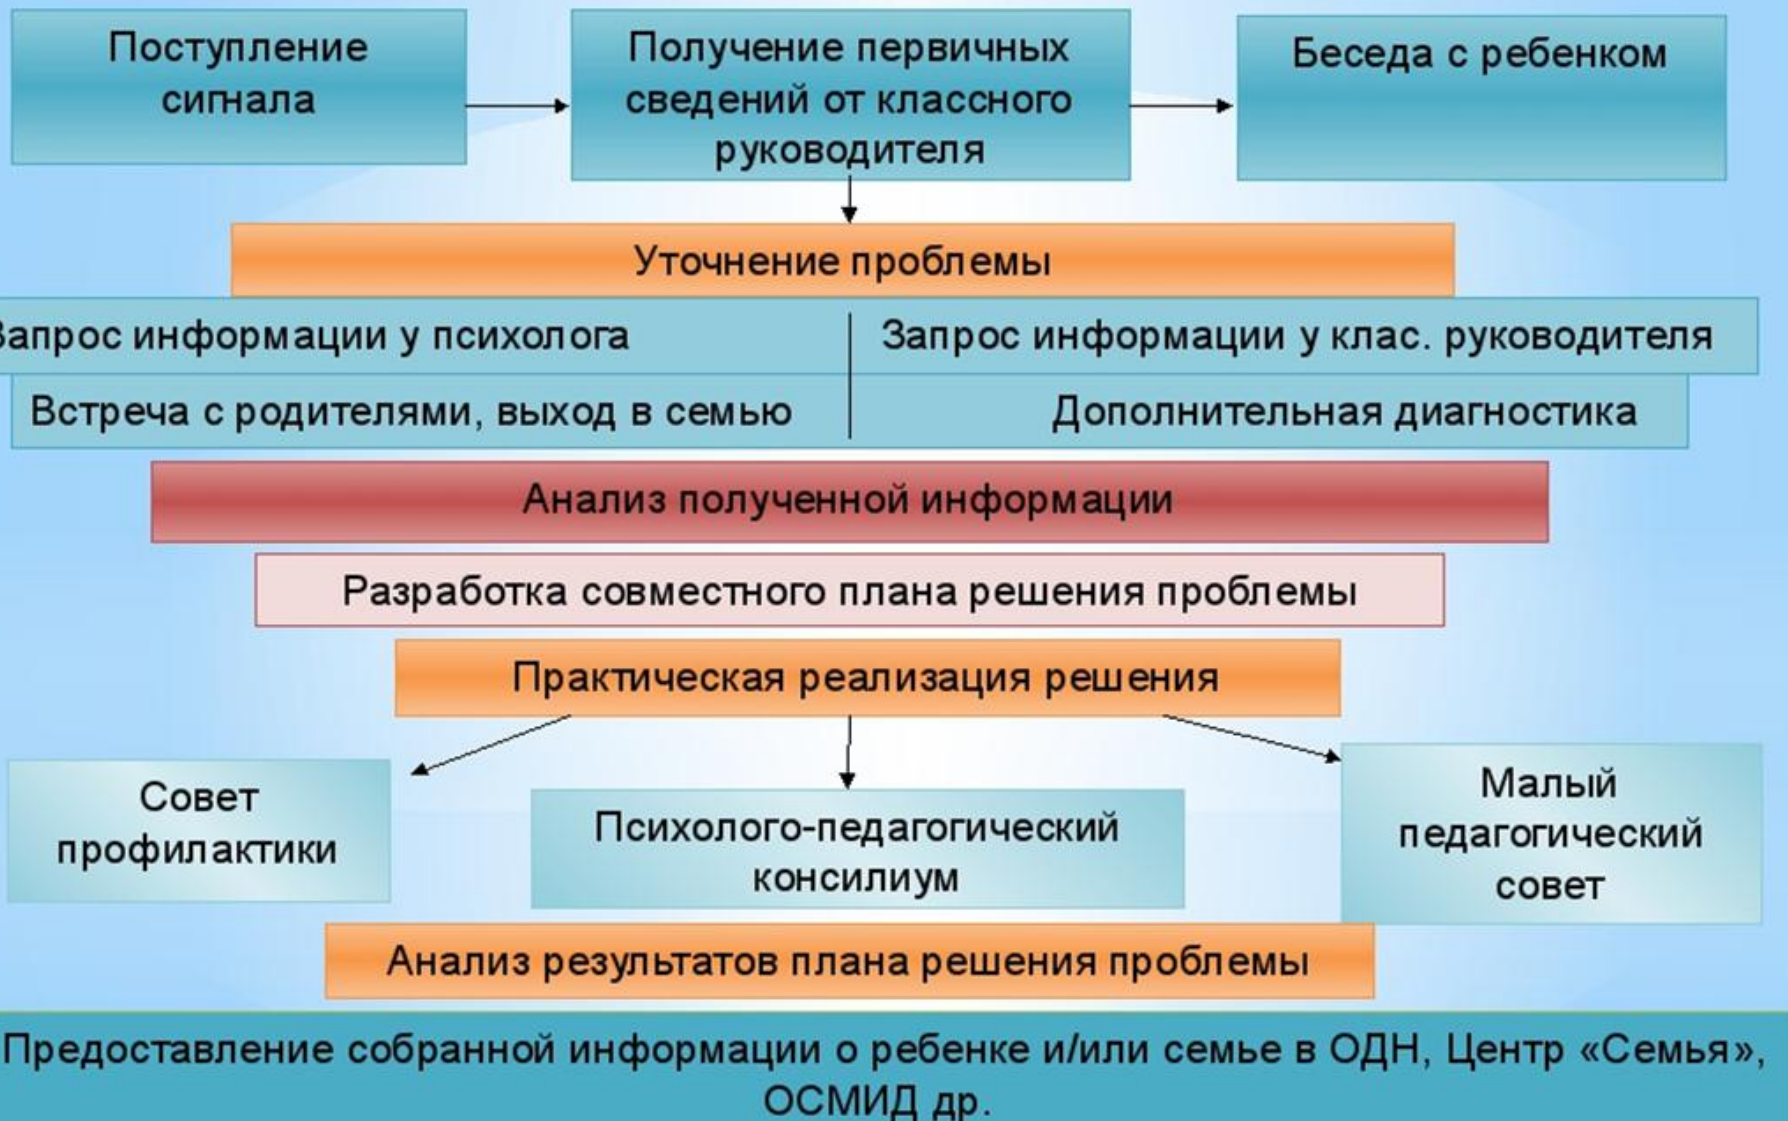 Поступление
сигнала
Получение первичных
сведений от классного
руководителя
Беседа с ребенком
Уточнение проблемы
Запрос информации у психолога
Запрос информации у клас. руководителя
Встреча с родителями, выход в семью
Дополнительная диагностика
Анализ полученной информации
Разработка совместного плана решения проблемы
Практическая реализация решения
Совет
профилактики
Психолого-педагогический
консилиум
Малый
педагогический
совет
Анализ результатов плана решения проблемы
Предоставление собранной информации о ребенке и/или семье в ОДН, Центр «Семья»,
ОСМИД др.